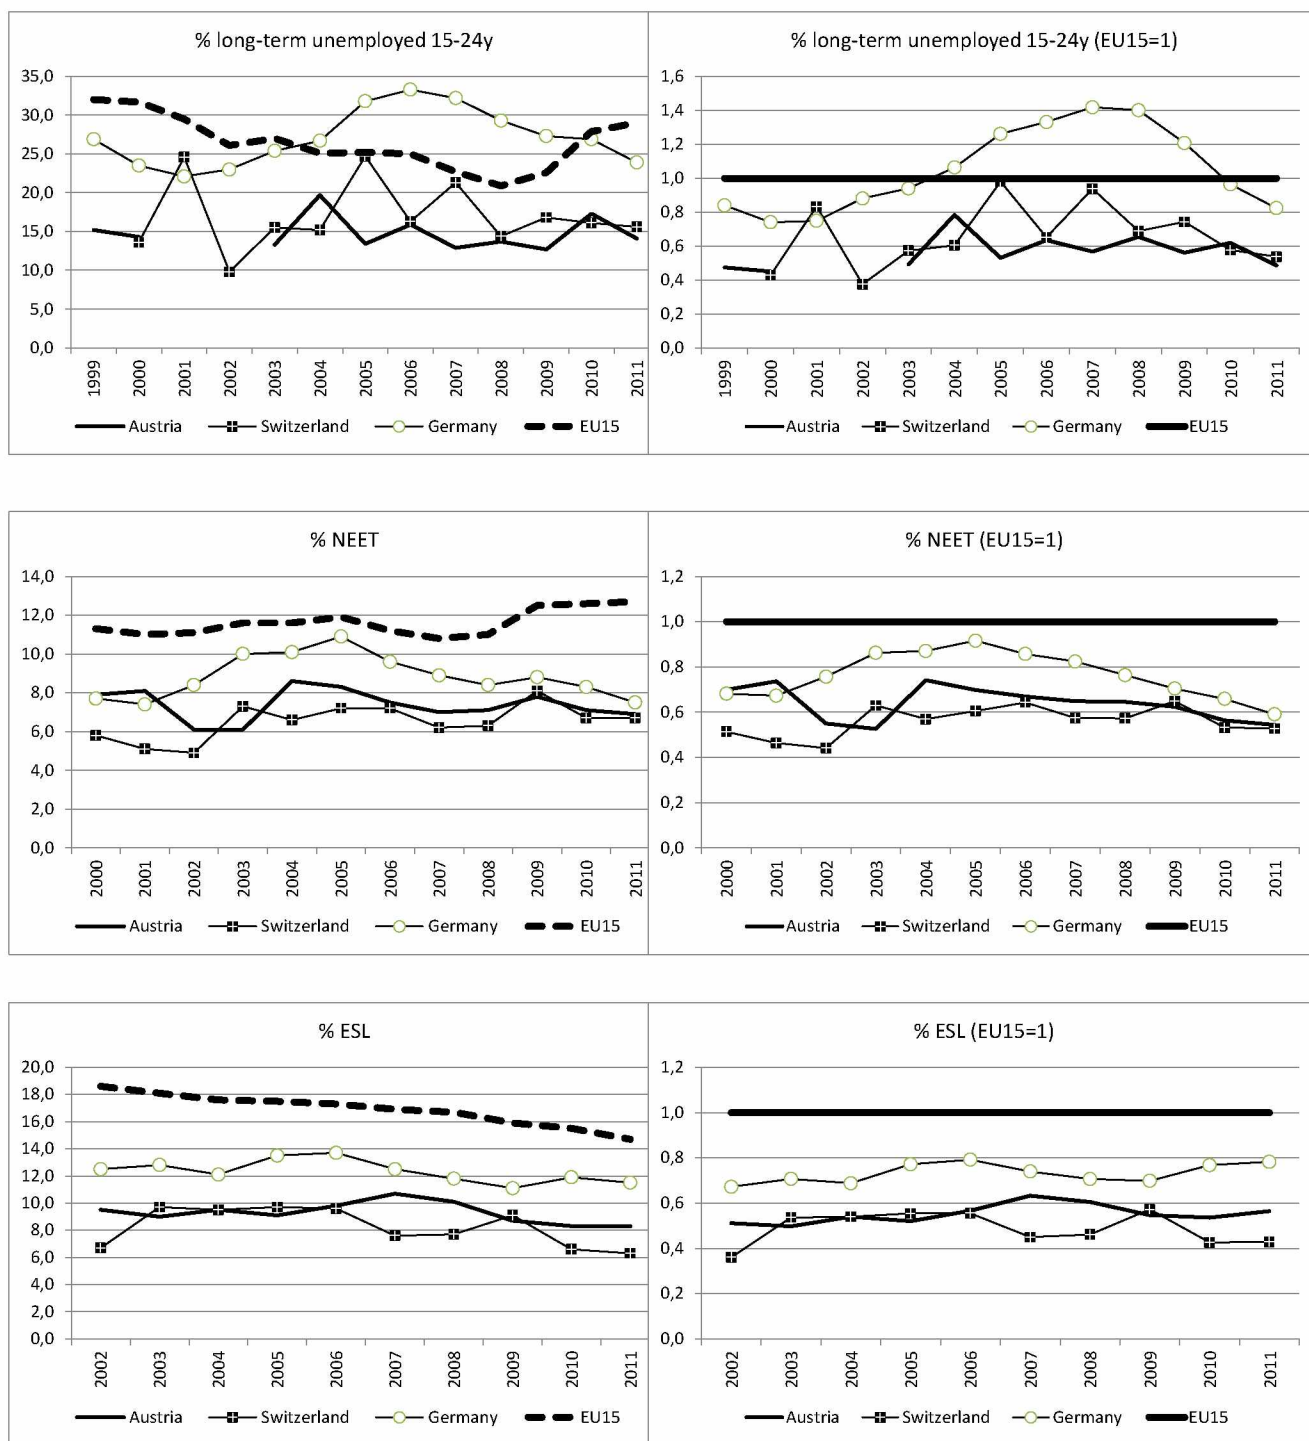 % long-term unemployed 15-24y
35,0
30,0
25,0
20,0
15,0
10,0
5,0
0,0
1999 2000 2001 2002 2003 2004 2005 2006 2007 2008 2009 2010 2011
Austria Switzerland Germany EU15
% long-term unemployed 15-24y (EU15=1)
1,6
1,4
1,2
1,0
0,8
0,6
0,4
0,2
0,0
1999 2000 2001 2002 2003 2004 2005 2006 2007 2008 2009 2010 2011
Austria Switzerland Germany EU15
% NEET
14,0
12,0
10,0
8,0
6,0
4,0
2,0
0,0
2000 2001 2002 2003 2004 2005 2006 2007 2008 2009 2010 2011
Austria Switzerland Germany EU15
% NEET (EU15=1)
1,2
1,0
0,8
0,6
0,4
0,2
0,0
2000 2001 2002 2003 2004 2005 2006 2007 2008 2009 2010 2011
Austria Switzerland Germany EU15
% ESL
20,0
18,0
16,0
14,0
12,0
10,0
8,0
6,0
4,0
2,0
0,0
2002 2003 2004 2005 2006 2007 2008 2009 2010 2011
Austria Switzerland Germany EU15
% ESL (EU15=1)
1,2
1,0
0,8
0,6
0,4
0,2
0,0
2002 2003 2004 2005 2006 2007 2008 2009 2010 2011
Austria Switzerland Germany EU15